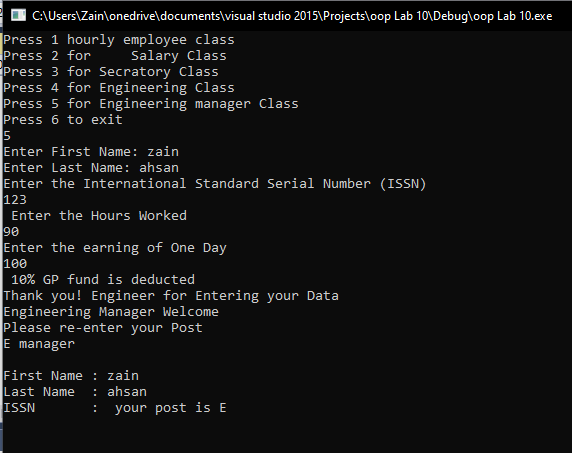 C:\Users\Zain\onedrive\documents\visual studio 2015\Projects\oop Lab 10\Debug\oop Lab 10.exe
Press 1 hourly employee class
Press 2 for     Salary Class
Press 3 for Secratory Class
Press 4 for Engineering Class
Press 5 for Engineering manager Class
Press 6 to exit
5
Enter First Name: zain
Enter Last Name: ahsan
Enter the International Standard Serial Number (ISSN)
123
 Enter the Hours Worked
90
Enter the earning of One Day
100
 10% GP fund is deducted
Thank you! Engineer for Entering your Data
Engineering Manager Welcome
Please re-enter your Post
E manager

First Name : zain
Last Name  : ahsan
ISSN       :  your post is E